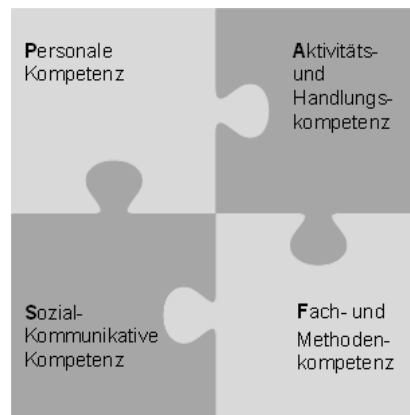 Personale
Kompetenz
Aktivitäts-
und
Handlungs-
kompetenz
Sozial-
Kommunikative
Kompetenz
Fach- und
Methoden-
kompetenz